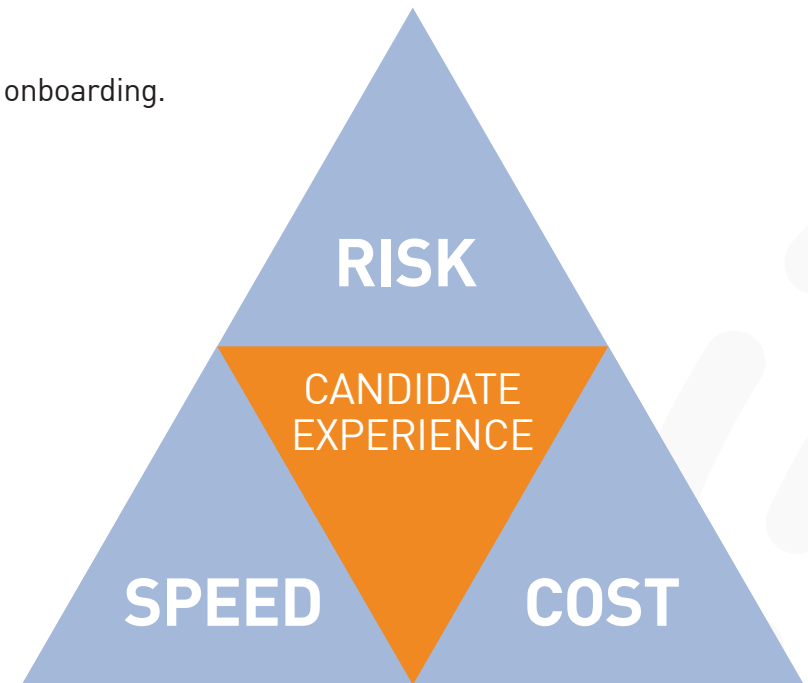 onboarding.
RISK
CANDIDATE
EXPERIENCE
SPEED
COST